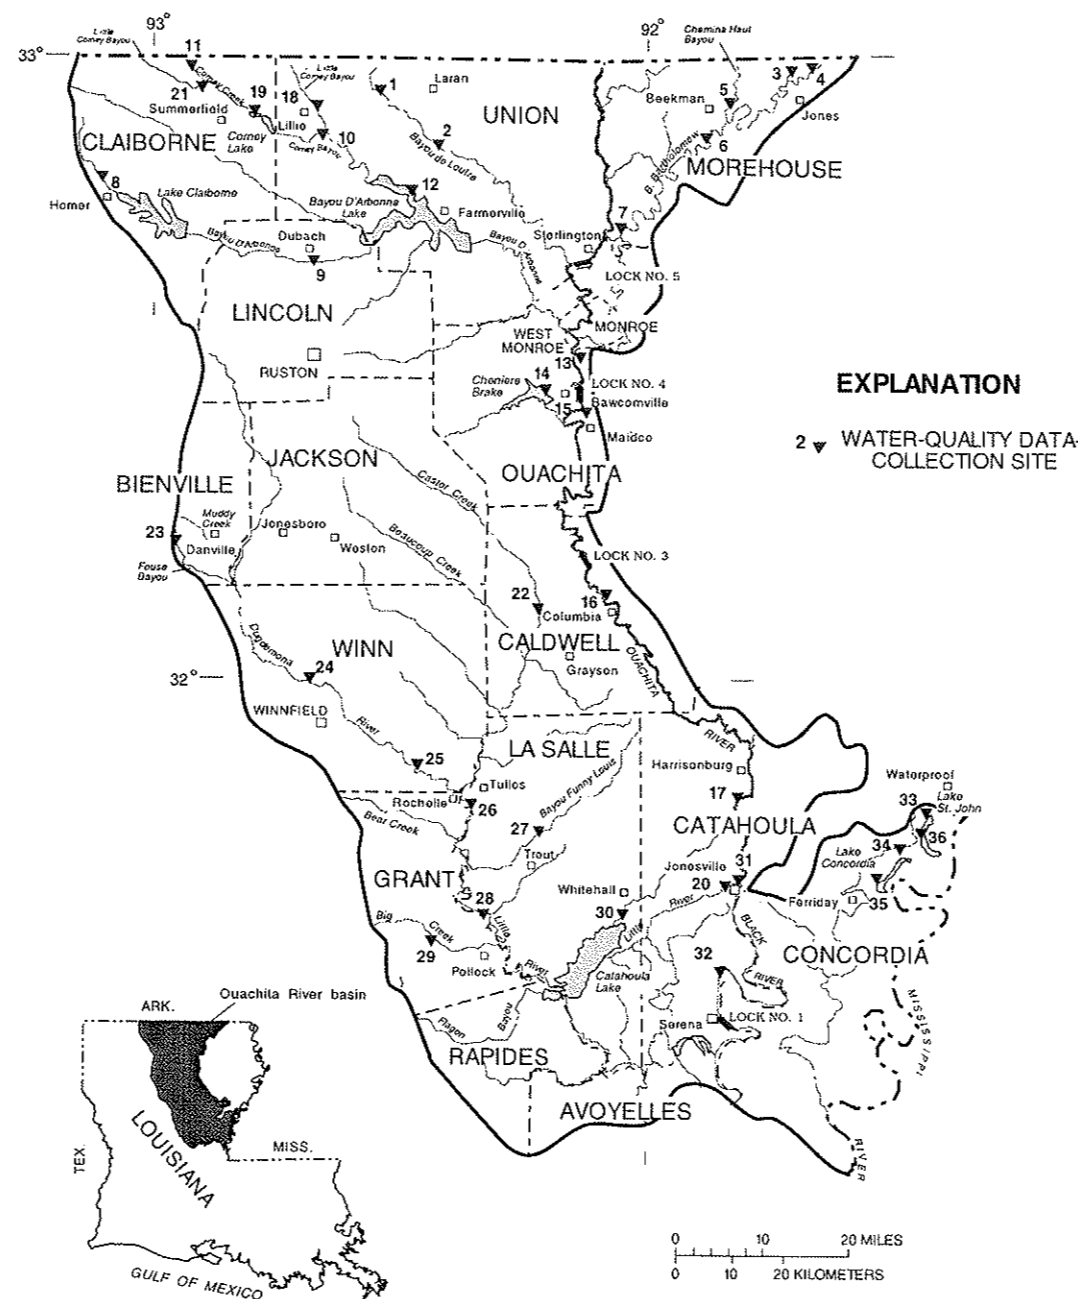 93°
92°
33°
Little
Corney Bayou
11
Corney Creek
21
19
Summerfield
Corney
Lake
CLAIBORNE
Little
Corney Bayou
18
Lillie
10
Corney Bayou
1
Laran
2
Bayou de Loutre
UNION
Chemina Haut
Bayou
3
4
5
Beekman
Jones
6
B. Bartholomew
MOREHOUSE
8
Homer
Lake Claiborne
Bayou D'Arbonne
Bayou D'Arbonne
Lake
12
Farmerville
Bayou D'Arbonne
7
Sterlington
LOCK NO. 5
Dubach
9
LINCOLN
RUSTON
WEST
MONROE
MONROE
13
14
Cheniere
Brake
15
LOCK NO. 4
Bawcomville
Maidco
OUACHITA
EXPLANATION
2 WATER-QUALITY DATA-
COLLECTION SITE
JACKSON
BIENVILLE
Castor Creek
Beaucoup Creek
23
Muddy
Creek
Danville
Fouse
Bayou
Jonesboro
Weston
LOCK NO. 3
22
16
Columbia
CALDWELL
Grayson
OUACHITA
RIVER
WINN
Dugdemona
River
24
32°
WINNFIELD
25
LA SALLE
Tullos
Rochelle
26
Bear Creek
Bayou Funny Louis
27
Trout
Harrisonburg
17
CATAHOULA
Waterproof
Lake
St. John
33
36
34
Lake
Concordia
35
Ferriday
GRANT
28
Big
Creek
29
Pollock
Little
River
Whitehall
30
Jonesville
20
31
Little
River
Catahoula
Lake
BLACK
RIVER
32
CONCORDIA
LOCK NO. 1
Serena
MISSISSIPPI
RIVER
Flagon
Bayou
RAPIDES
AVOYELLES
Ouachita River basin
ARK.
TEX.
LOUISIANA
MISS.
GULF OF MEXICO
0 10 20 MILES
0 10 20 KILOMETERS